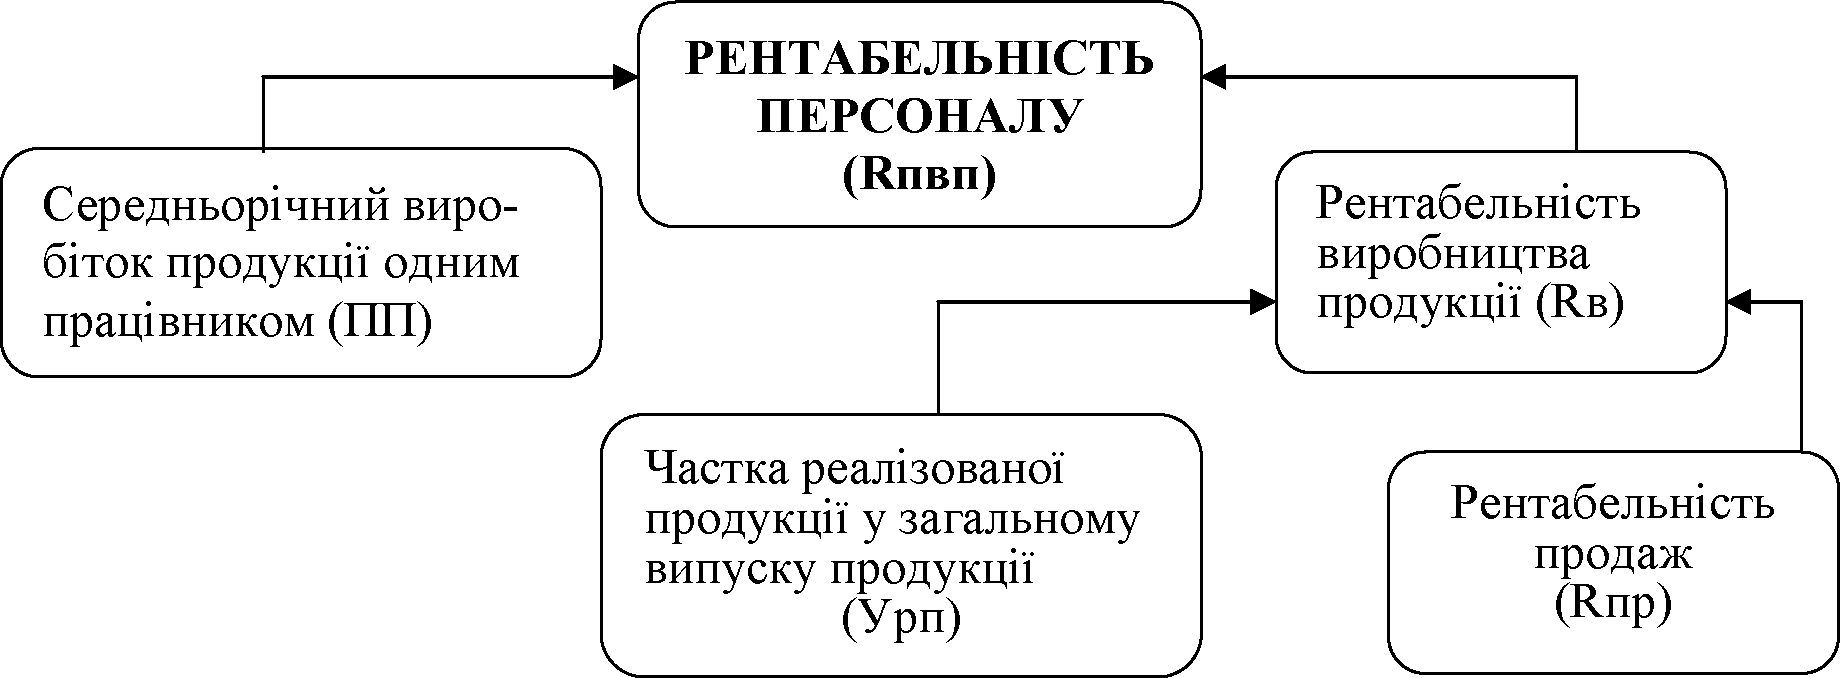 РЕНТАБЕЛЬНІСТЬ
ПЕРСОНАЛУ
(Rпвп)
Середньорічний виро-
біток продукції одним
працівником (ПП)
Рентабельність
виробництва
продукції (Rв)
Частка реалізованої
продукції у загальному
випуску продукції
(Урп)
Рентабельність
продаж
(Rпр)